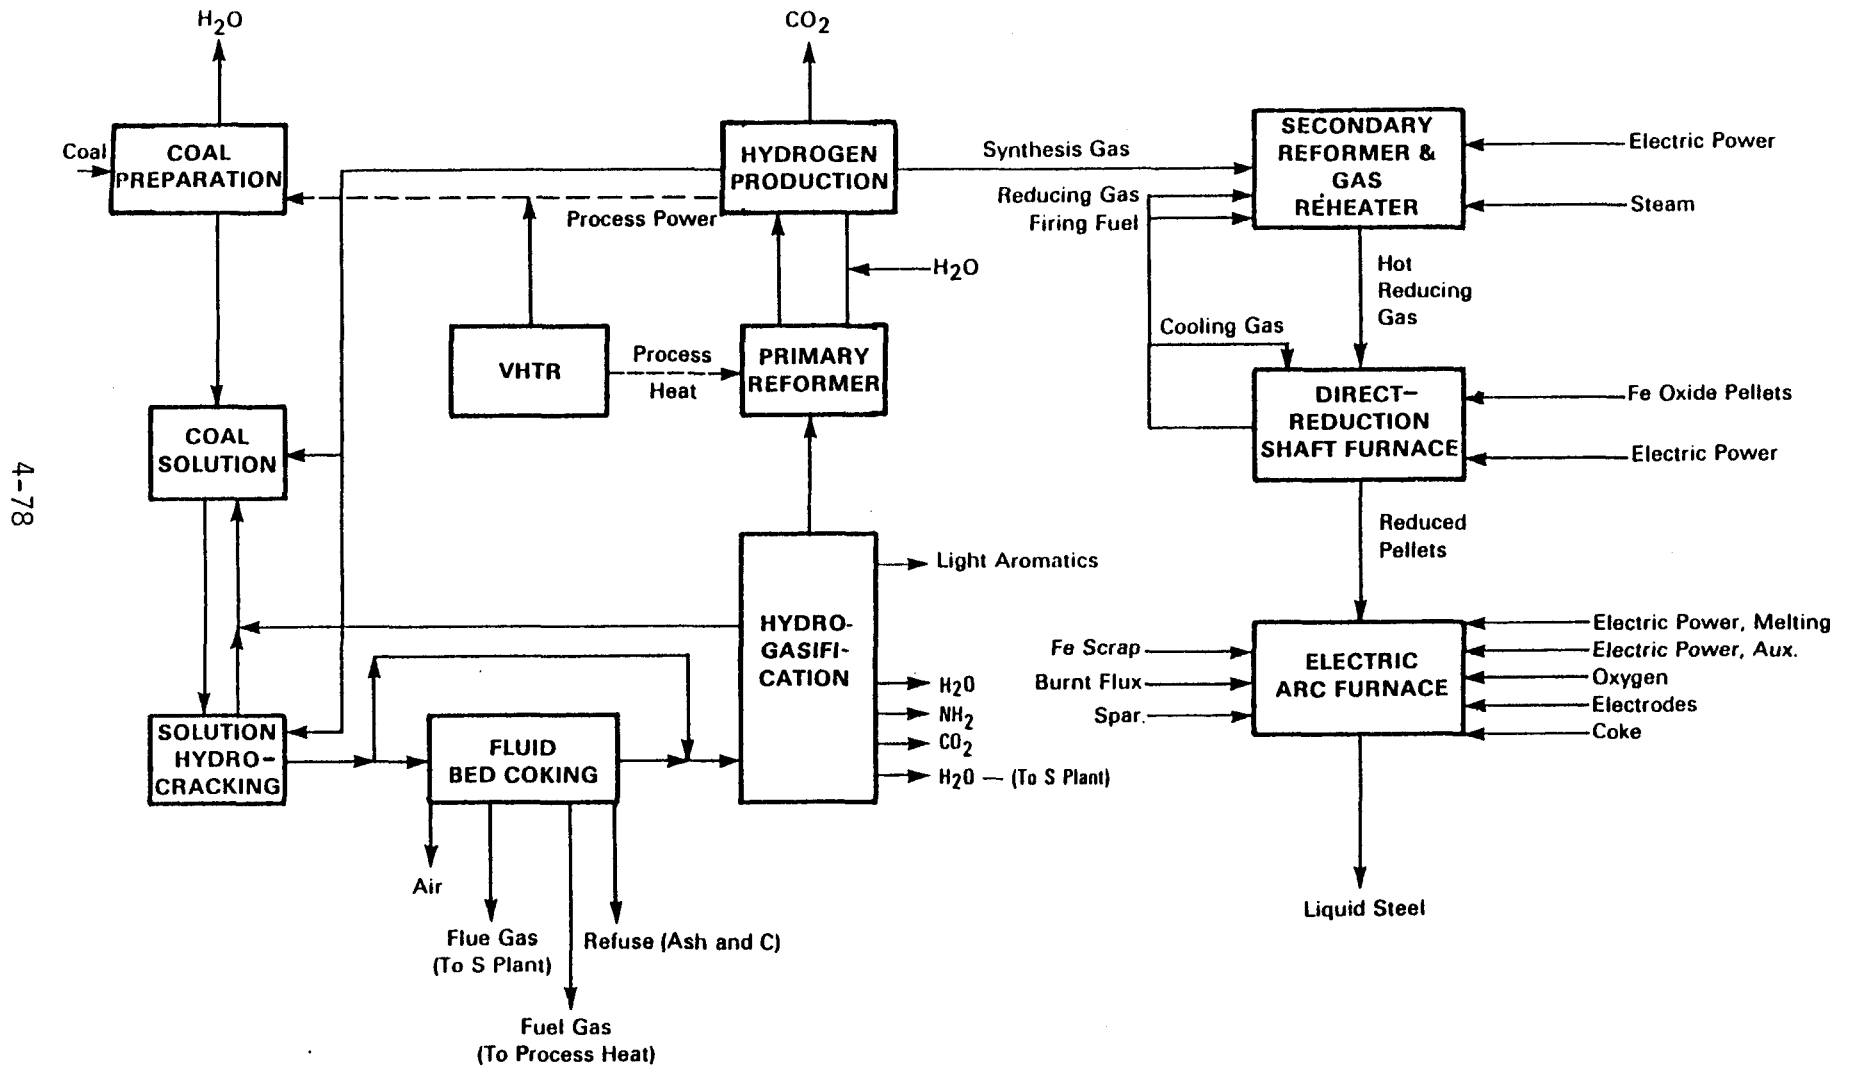 H2O
CO2
Coal
COAL
PREPARATION
HYDROGEN
PRODUCTION
Process Power
Synthesis Gas
Reducing Gas
Firing Fuel
SECONDARY
REFORMER &
GAS
REHEATER
Electric Power
Steam
H2O
Hot
Reducing
Gas
VHTR
Process
Heat
PRIMARY
REFORMER
Cooling Gas
DIRECT-
REDUCTION
SHAFT FURNACE
Fe Oxide Pellets
Electric Power
COAL
SOLUTION
4-78
Reduced
Pellets
HYDRO-
GASIFI-
CATION
Light Aromatics
H2O
NH2
CO2
H2O — (To S Plant)
Fe Scrap
Burnt Flux
Spar.
ELECTRIC
ARC FURNACE
Electric Power, Melting
Electric Power, Aux.
Oxygen
Electrodes
Coke
SOLUTION
HYDRO-
CRACKING
FLUID
BED COKING
Air
Flue Gas
(To S Plant)
Refuse (Ash and C)
Fuel Gas
(To Process Heat)
Liquid Steel